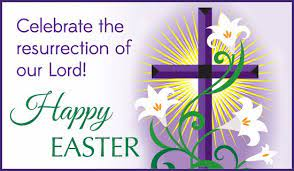 Celebrate the
resurrection of
our Lord!
Happy
EASTER